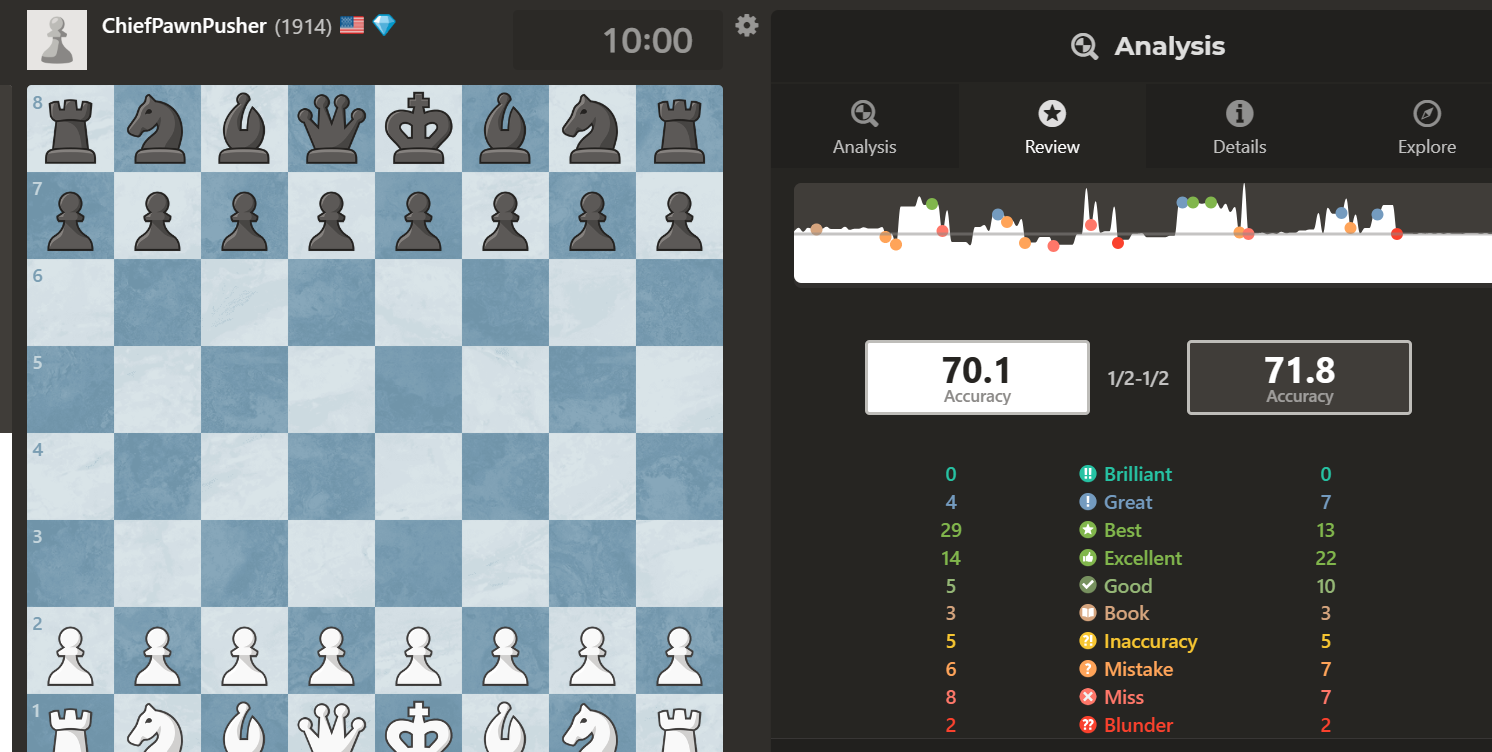 ChiefPawnPusher (1914)
10:00
Analysis
Analysis
Review
Details
Explore
8
7
6
5
4
3
2
1
70.1
Accuracy
1/2-1/2
71.8
Accuracy
0 !! Brilliant 0
4 ! Great 7
29 Best 13
14 Excellent 22
5 Good 10
3 Book 3
5 ?! Inaccuracy 5
6 ? Mistake 7
8 Miss 7
2 ?? Blunder 2